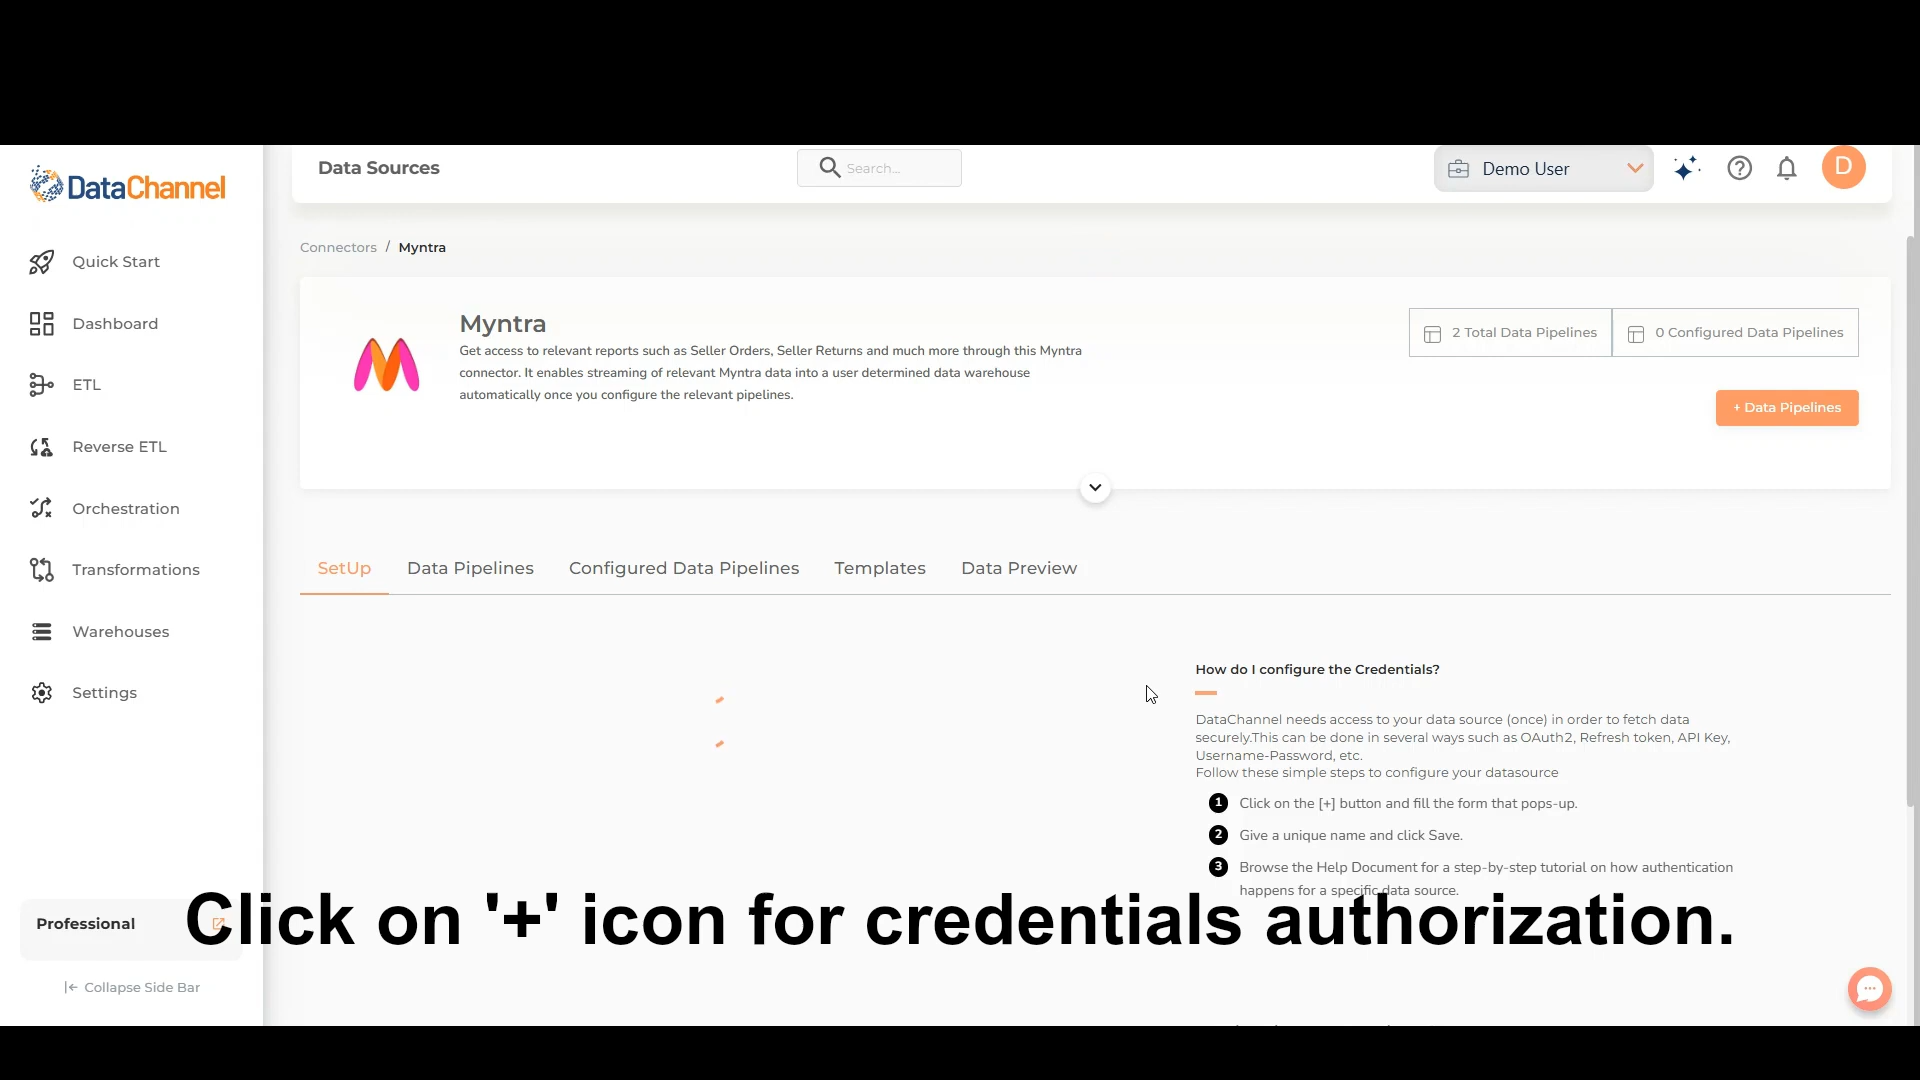 DataChannel
Data Sources
Search...
Demo User
D
Quick Start
Dashboard
ETL
Reverse ETL
Orchestration
Transformations
Warehouses
Settings
Professional
Collapse Side Bar
Connectors / Myntra
Myntra
Get access to relevant reports such as Seller Orders, Seller Returns and much more through this Myntra
connector. It enables streaming of relevant Myntra data into a user determined data warehouse
automatically once you configure the relevant pipelines.
2 Total Data Pipelines
0 Configured Data Pipelines
+ Data Pipelines
SetUp
Data Pipelines
Configured Data Pipelines
Templates
Data Preview
How do I configure the Credentials?
DataChannel needs access to your data source (once) in order to fetch data
securely.This can be done in several ways such as OAuth2, Refresh token, API Key,
Username-Password, etc.
Follow these simple steps to configure your datasource
1 Click on the [+] button and fill the form that pops-up.
2 Give a unique name and click Save.
3 Browse the Help Document for a step-by-step tutorial on how authentication
happens for a specific data source.
Click on '+' icon for credentials authorization.